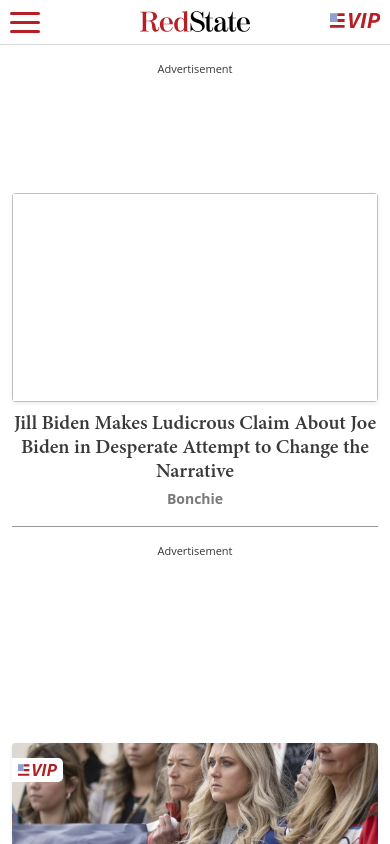 RedState
VIP
Advertisement
Jill Biden Makes Ludicrous Claim About Joe
Biden in Desperate Attempt to Change the
Narrative
Bonchie
Advertisement
VIP